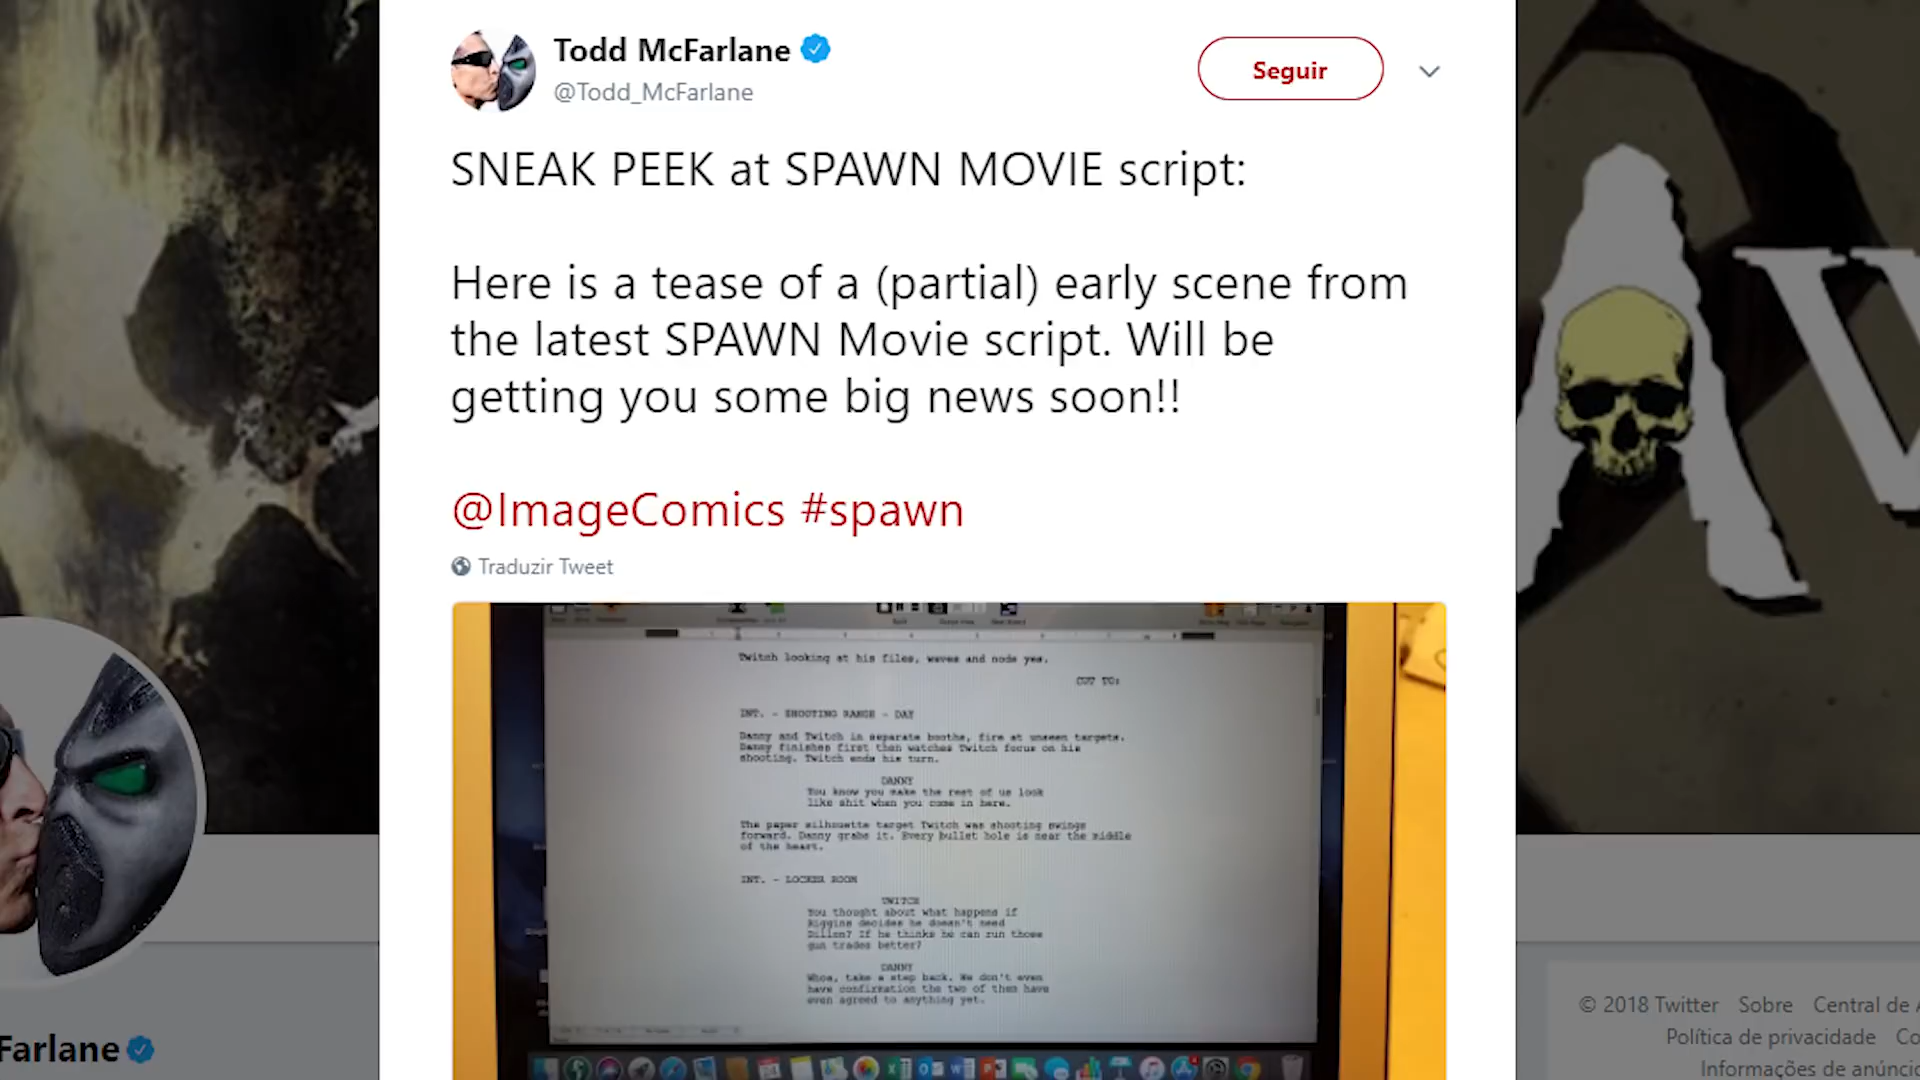 Todd McFarlane
@Todd_McFarlane
Seguir
SNEAK PEEK at SPAWN MOVIE script:
Here is a tease of a (partial) early scene from
the latest SPAWN Movie script. Will be
getting you some big news soon!!
@ImageComics #spawn
Traduzir Tweet
Twitch looking at his files, waves and nods yes.
CUT TO:
INT. - SHOOTING RANGE - DAY
Danny and Twitch in separate booths, fire at unseen targets.
Danny finishes first then watches Twitch focus on his
shooting. Twitch ends his turn.
DANNY
You know you make the rest of us look
like shit when you come in here.
The paper silhouette target Twitch was shooting swings
forward. Danny grabs it. Every bullet hole is near the middle
of the heart.
INT. - LOCKER ROOM
TWITCH
You thought about what happens if
Riggins decides he doesn't need
Dillon? If he thinks he can run those
gun trades better?
DANNY
Whoa, take a step back. We don't even
have confirmation the two of them have
even agreed to anything yet.
Farlane
© 2018 Twitter Sobre Central de
Política de privacidade Co
Informações de anúnci